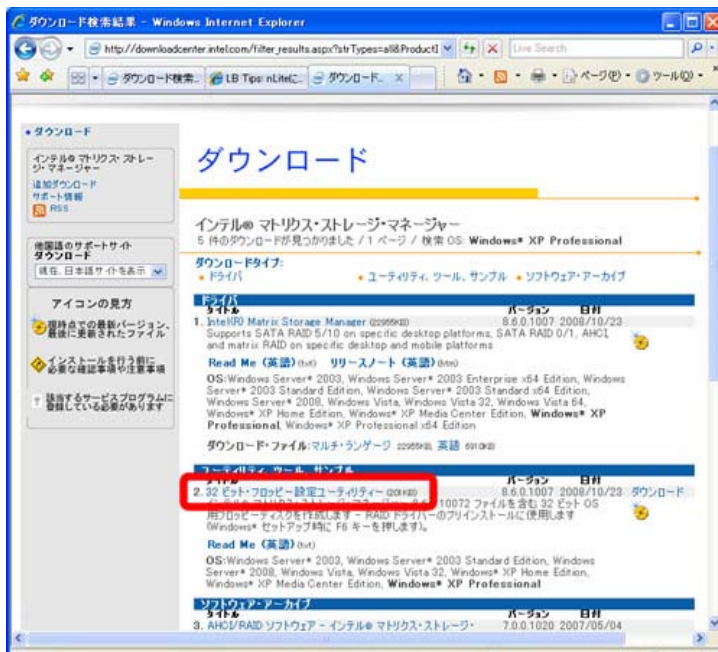 ダウンロード検索結果 - Windows Internet Explorer
http://downloadcenter.intel.com/filter_results.aspx?strTypes=all&ProductI
Live Search
ダウンロード検索...
LB Tips: nLiteに...
ダウンロード...
ページ(P)
ツール(O)
ダウンロード
インテル® マトリクス・ストレージ・マネージャー
追加ダウンロード
サポート情報
RSS
他国語のサポートサイト
ダウンロード
現在、日本語サイトを表示
アイコンの見方
現時点での最新バージョン、最後に更新されたファイル
インストールを行う前に必要な確認事項や注意事項
該当するサービスプログラムに登録している必要があります
ダウンロード
インテル® マトリクス・ストレージ・マネージャー
5 件のダウンロードが見つかりました / 1 ページ / 検索 OS: Windows* XP Professional
ダウンロードタイプ:
ドライバ
ユーティリティ、ツール、サンプル
ソフトウェア・アーカイブ
ドライバ
タイトル バージョン 日付
1. Intel(R) Matrix Storage Manager 8.6.0.1007 2008/10/23
Supports SATA RAID 5/10 on specific desktop platforms, SATA RAID 0/1, AHCI,
and matrix RAID on specific desktop and mobile platforms
Read Me (英語) (txt) リリースノート (英語) (htm)
OS:Windows Server* 2003, Windows Server* 2003 Enterprise x64 Edition, Windows
Server* 2003 Standard Edition, Windows Server* 2003 Standard x64 Edition,
Windows Server* 2008, Windows Vista, Windows Vista 32, Windows Vista 64,
Windows* XP Home Edition, Windows* XP Media Center Edition, Windows* XP
Professional, Windows* XP Professional x64 Edition
ダウンロード・ファイル:マルチ・ランゲージ 英語
ユーティリティ、ツール、サンプル
タイトル バージョン 日付
2. 32 ビット・フロッピー設定ユーティリティー 8.6.0.1007 2008/10/23 ダウンロード
ファイルを含む 32 ビット OS
用フロッピーディスクを作成します - RAID ドライバーのプリインストールに使用します
(Windows* セットアップ時に F6 キーを押します)。
Read Me (英語) (txt)
OS:Windows Server* 2003, Windows Server* 2003 Standard Edition, Windows
Server* 2008, Windows Vista, Windows Vista 32, Windows* XP Home Edition,
Windows* XP Media Center Edition, Windows* XP Professional
ソフトウェア・アーカイブ
タイトル バージョン 日付
3. AHCI/RAID ソフトウェア - インテル® マトリクス・ストレージ・ 7.0.0.1020 2007/05/04